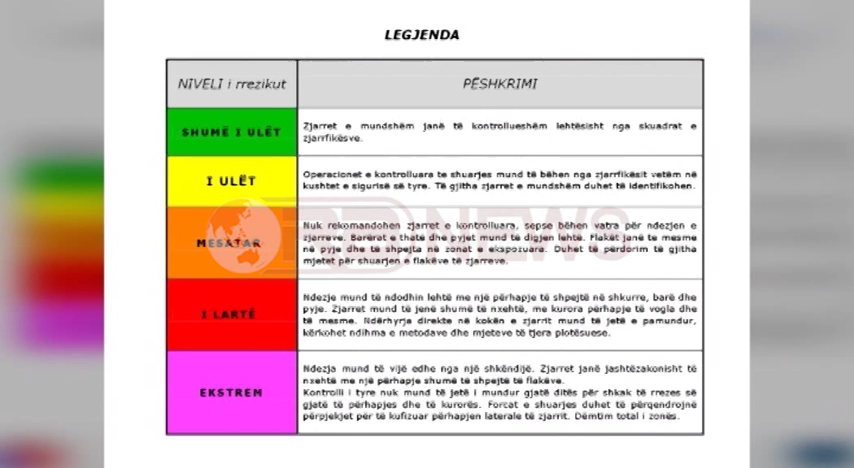 LEGJENDA
NIVELI i rrezikut
PËSHKRIMI
SHUMË I ULËT
Zjarret e mundshëm janë të kontrollueshëm lehtësisht nga skuadrat e
zjarrfikësve.
I ULËT
Operacionet e kontrolluara te shuarjes mund të bëhen nga zjarrfikësit vetëm në
kushtet e sigurisë së tyre. Të gjitha zjarret e mundshëm duhet të identifikohen.
MESATAR
Nuk rekomandohen zjarret e kontrolluara, sepse bëhen vatra për ndezjen e
zjarreve. Barërat e thatë dhe pyjet mund të digjen lehtë. Flakët janë te mesme
në pyje dhe të shpejta në zonat e ekspozuara. Duhet të përdorim të gjitha
mjetet për shuarjen e flakëve të zjarreve.
I LARTË
Ndezje mund të ndodhin lehtë me një përhapje të shpejtë në shkurre, barë dhe
pyje. Zjarret mund të jenë shumë të nxehtë, me kurora përhapje të vogla dhe
të mesme. Ndërhyrja direkte në kokën e zjarrit mund të jetë e pamundur,
kërkohet ndihma e metodave dhe mjeteve të tjera plotësuese.
EKSTREM
Ndezja mund të vijë edhe nga një shkëndijë. Zjarret janë jashtëzakonisht të
nxehtë me një përhapje shumë të shpejtë të flakëve.
Kontrolli i tyre nuk mund të jetë i mundur gjatë ditës për shkak të rrezes së
gjatë të përhapjes dhe të kurorës. Forcat e shuarjes duhet të përqendrojnë
përpjekjet për të kufizuar përhapjen laterale të zjarrit. Dëmtim total i zonës.
NEWS